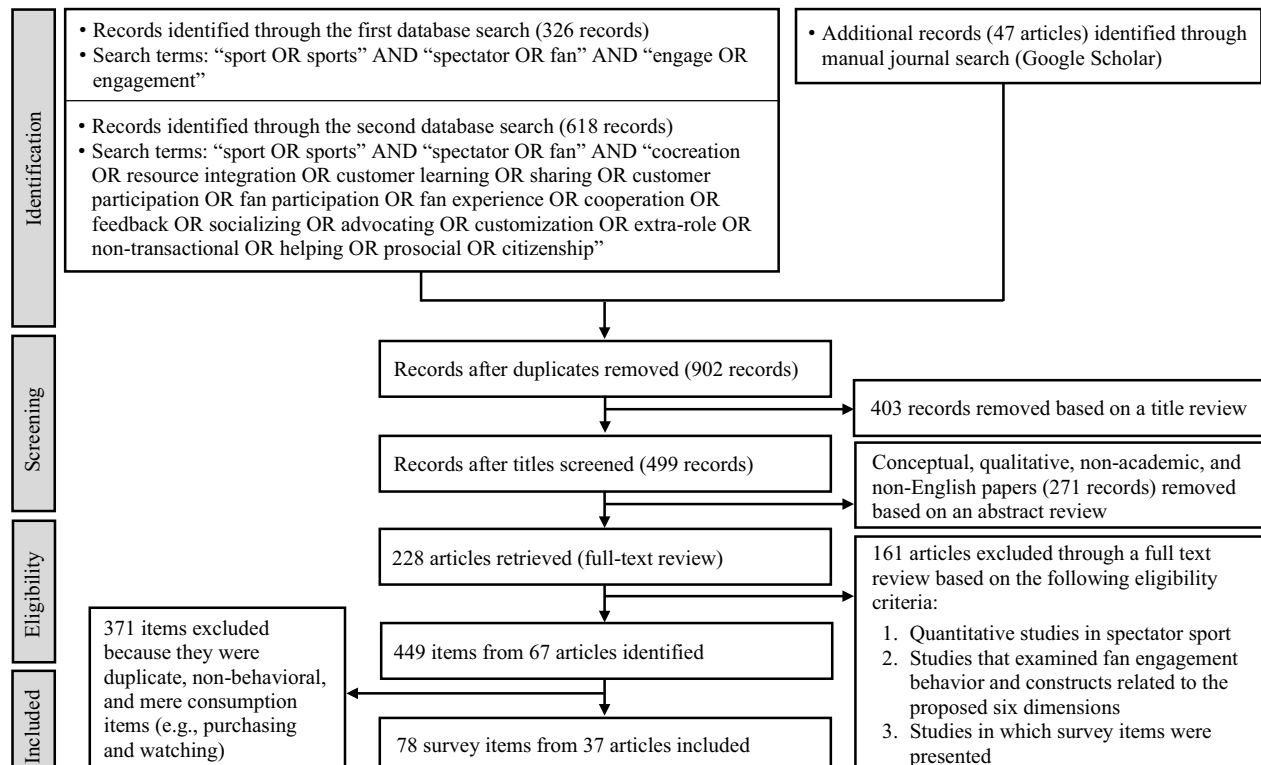 Identification
• Records identified through the first database search (326 records)
• Search terms: “sport OR sports” AND “spectator OR fan” AND “engage OR
engagement”
• Records identified through the second database search (618 records)
• Search terms: “sport OR sports” AND “spectator OR fan” AND “cocreation
OR resource integration OR customer learning OR sharing OR customer
participation OR fan participation OR fan experience OR cooperation OR
feedback OR socializing OR advocating OR customization OR extra-role OR
non-transactional OR helping OR prosocial OR citizenship”
• Additional records (47 articles) identified through
manual journal search (Google Scholar)
Screening
Records after duplicates removed (902 records)
403 records removed based on a title review
Records after titles screened (499 records)
Conceptual, qualitative, non-academic, and
non-English papers (271 records) removed
based on an abstract review
Eligibility
228 articles retrieved (full-text review)
161 articles excluded through a full text
review based on the following eligibility
criteria:
1. Quantitative studies in spectator sport
2. Studies that examined fan engagement
behavior and constructs related to the
proposed six dimensions
3. Studies in which survey items were
presented
449 items from 67 articles identified
371 items excluded
because they were
duplicate, non-behavioral,
and mere consumption
items (e.g., purchasing
and watching)
Included
78 survey items from 37 articles included